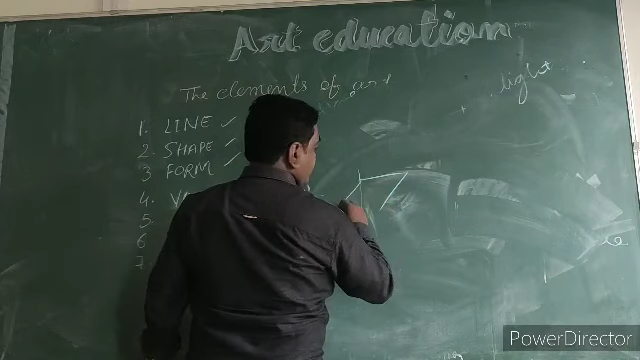 Art education
The elements of art
light
1. LINE ✓
2. SHAPE ✓
3 FORM ✓
4.
5.
6
7
PowerDirector